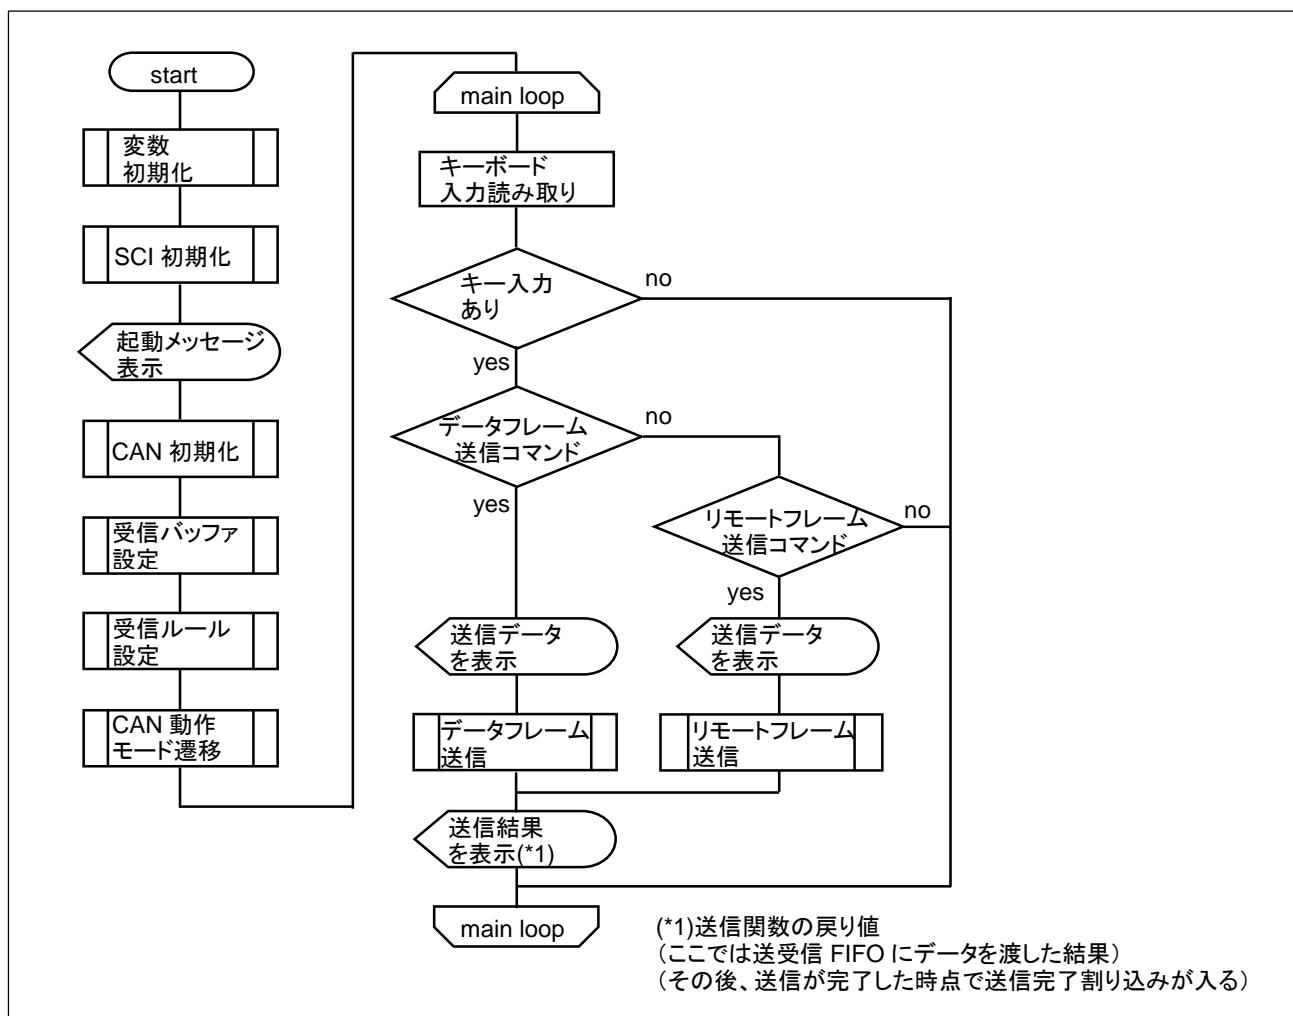 start
変数
初期化
SCI 初期化
起動メッセージ
表示
CAN 初期化
受信バッファ
設定
受信ルール
設定
CAN 動作
モード遷移
main loop
キーボード
入力読み取り
キー入力
あり
no
yes
データフレーム
送信コマンド
no
yes
リモートフレーム
送信コマンド
no
yes
送信データ
を表示
送信データ
を表示
データフレーム
送信
リモートフレーム
送信
送信結果
を表示(*1)
main loop
(*1)送信関数の戻り値
（ここでは送受信 FIFO にデータを渡した結果）
（その後、送信が完了した時点で送信完了割り込みが入る）